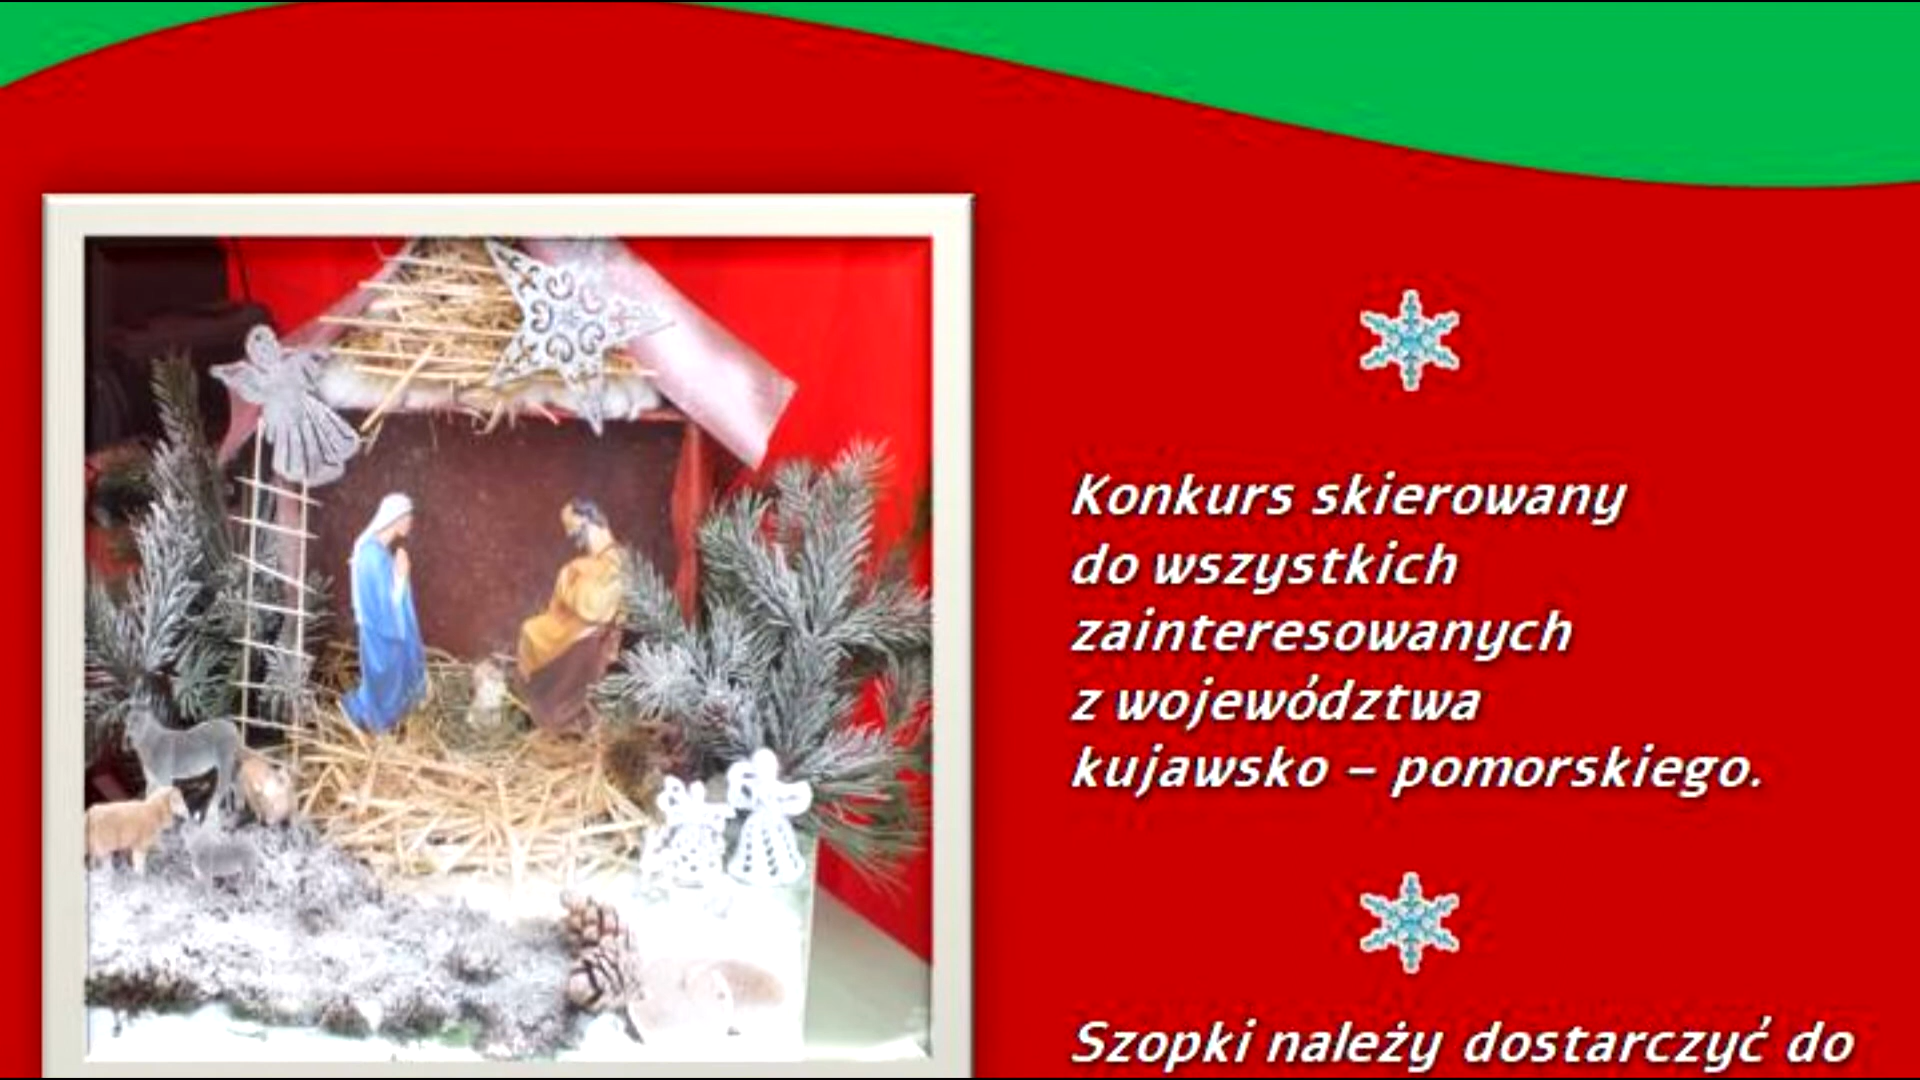 Konkurs skierowany
do wszystkich
zainteresowanych
z województwa
kujawsko – pomorskiego.
Szopki należy dostarczyć do